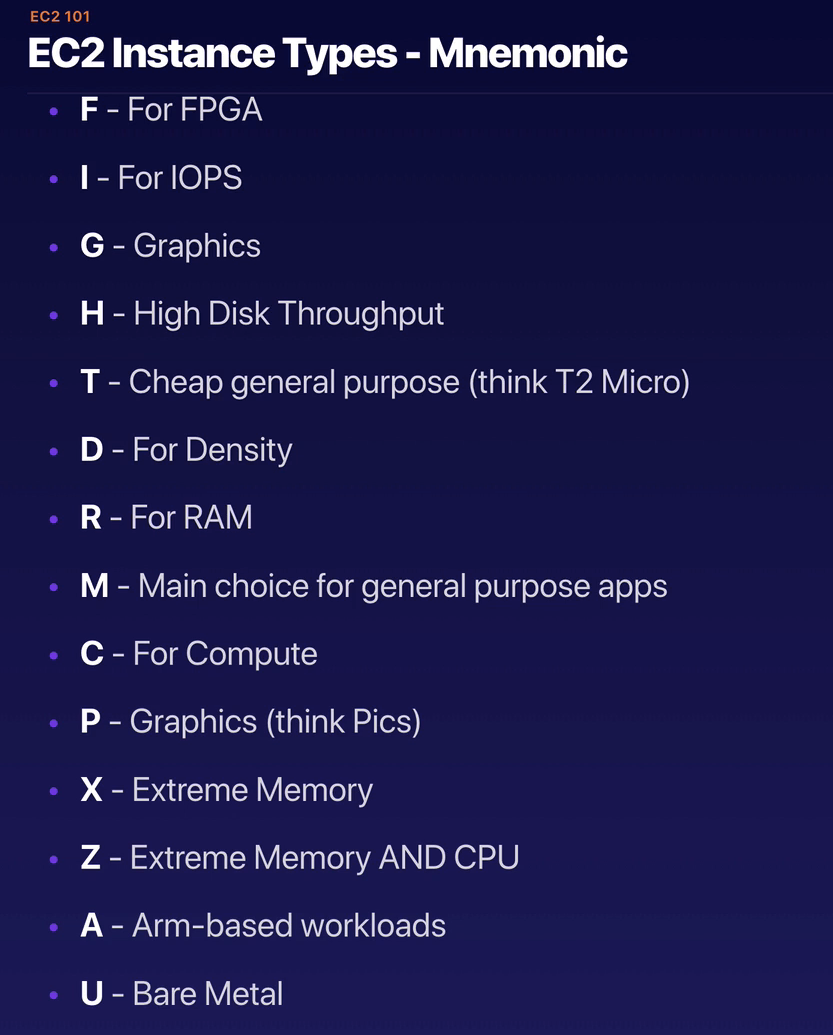 EC2 101
EC2 Instance Types - Mnemonic
• F - For FPGA
• I - For IOPS
• G - Graphics
• H - High Disk Throughput
• T - Cheap general purpose (think T2 Micro)
• D - For Density
• R - For RAM
• M - Main choice for general purpose apps
• C - For Compute
• P - Graphics (think Pics)
• X - Extreme Memory
• Z - Extreme Memory AND CPU
• A - Arm-based workloads
• U - Bare Metal